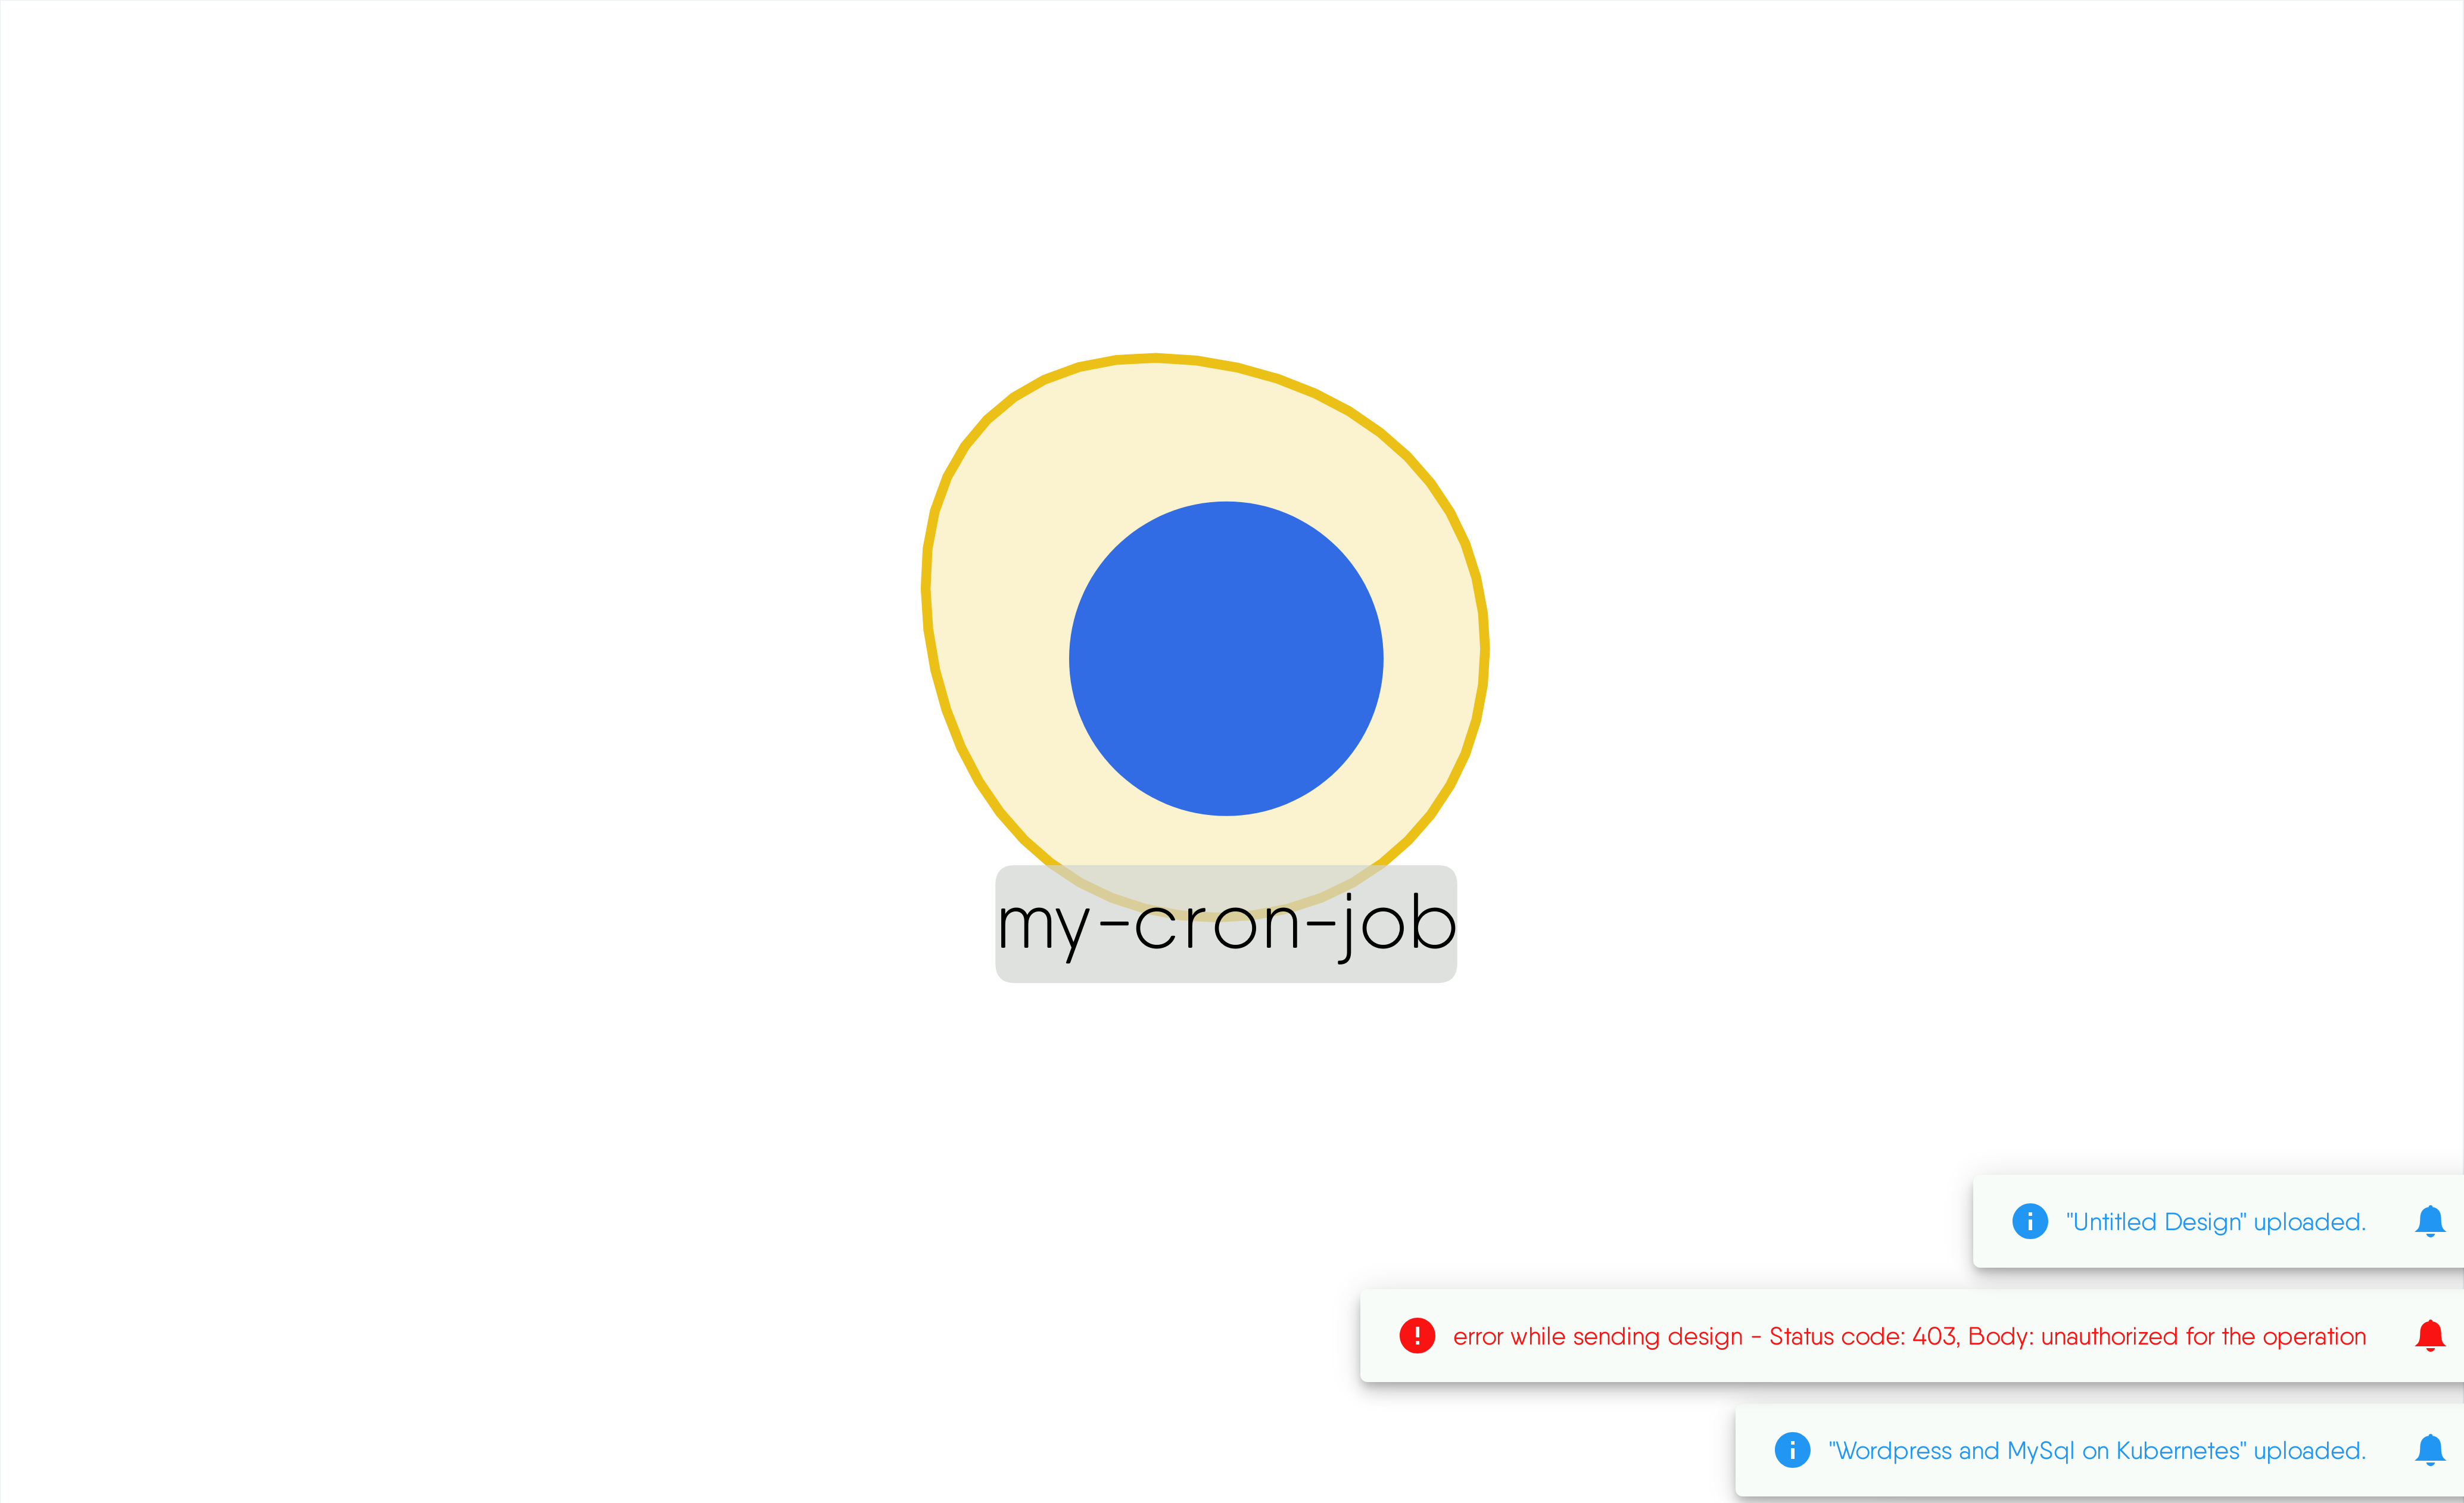 my-cron-job
"Untitled Design" uploaded.
error while sending design - Status code: 403, Body: unauthorized for the operation
"Wordpress and MySql on Kubernetes" uploaded.